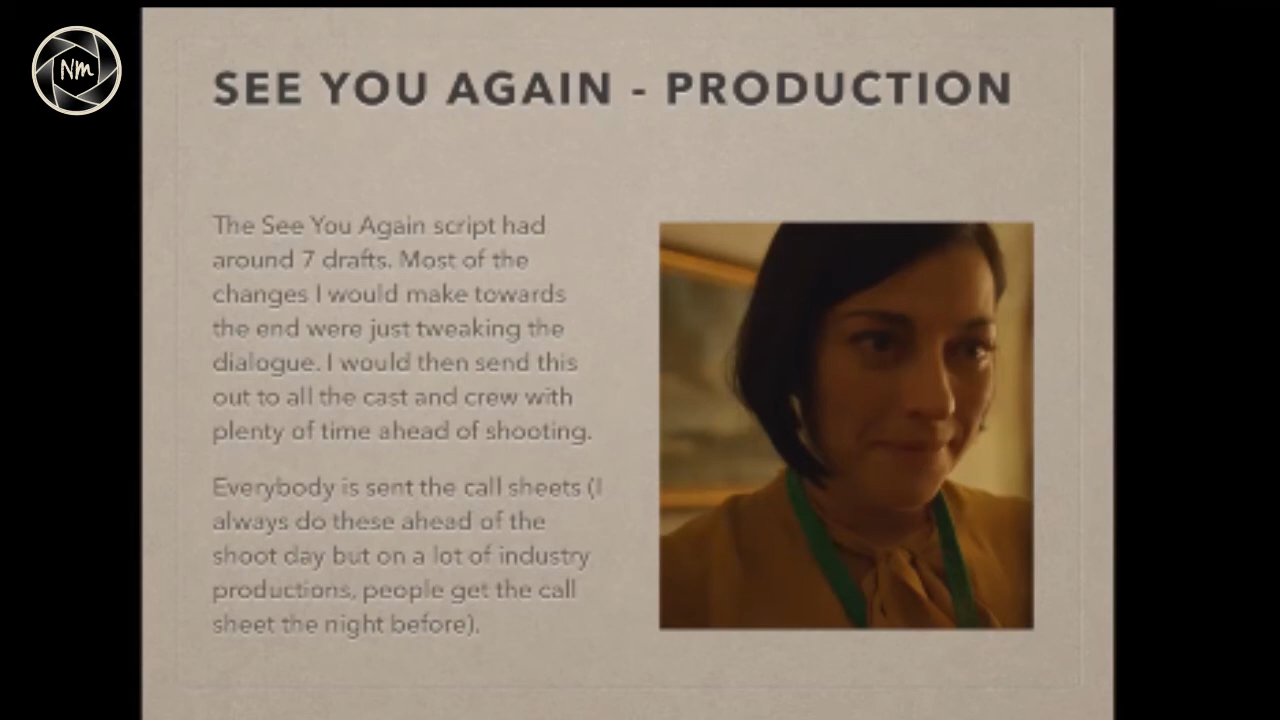 Nm
SEE YOU AGAIN - PRODUCTION
The See You Again script had
around 7 drafts. Most of the
changes I would make towards
the end were just tweaking the
dialogue. I would then send this
out to all the cast and crew with
plenty of time ahead of shooting.
Everybody is sent the call sheets (I
always do these ahead of the
shoot day but on a lot of industry
productions, people get the call
sheet the night before).